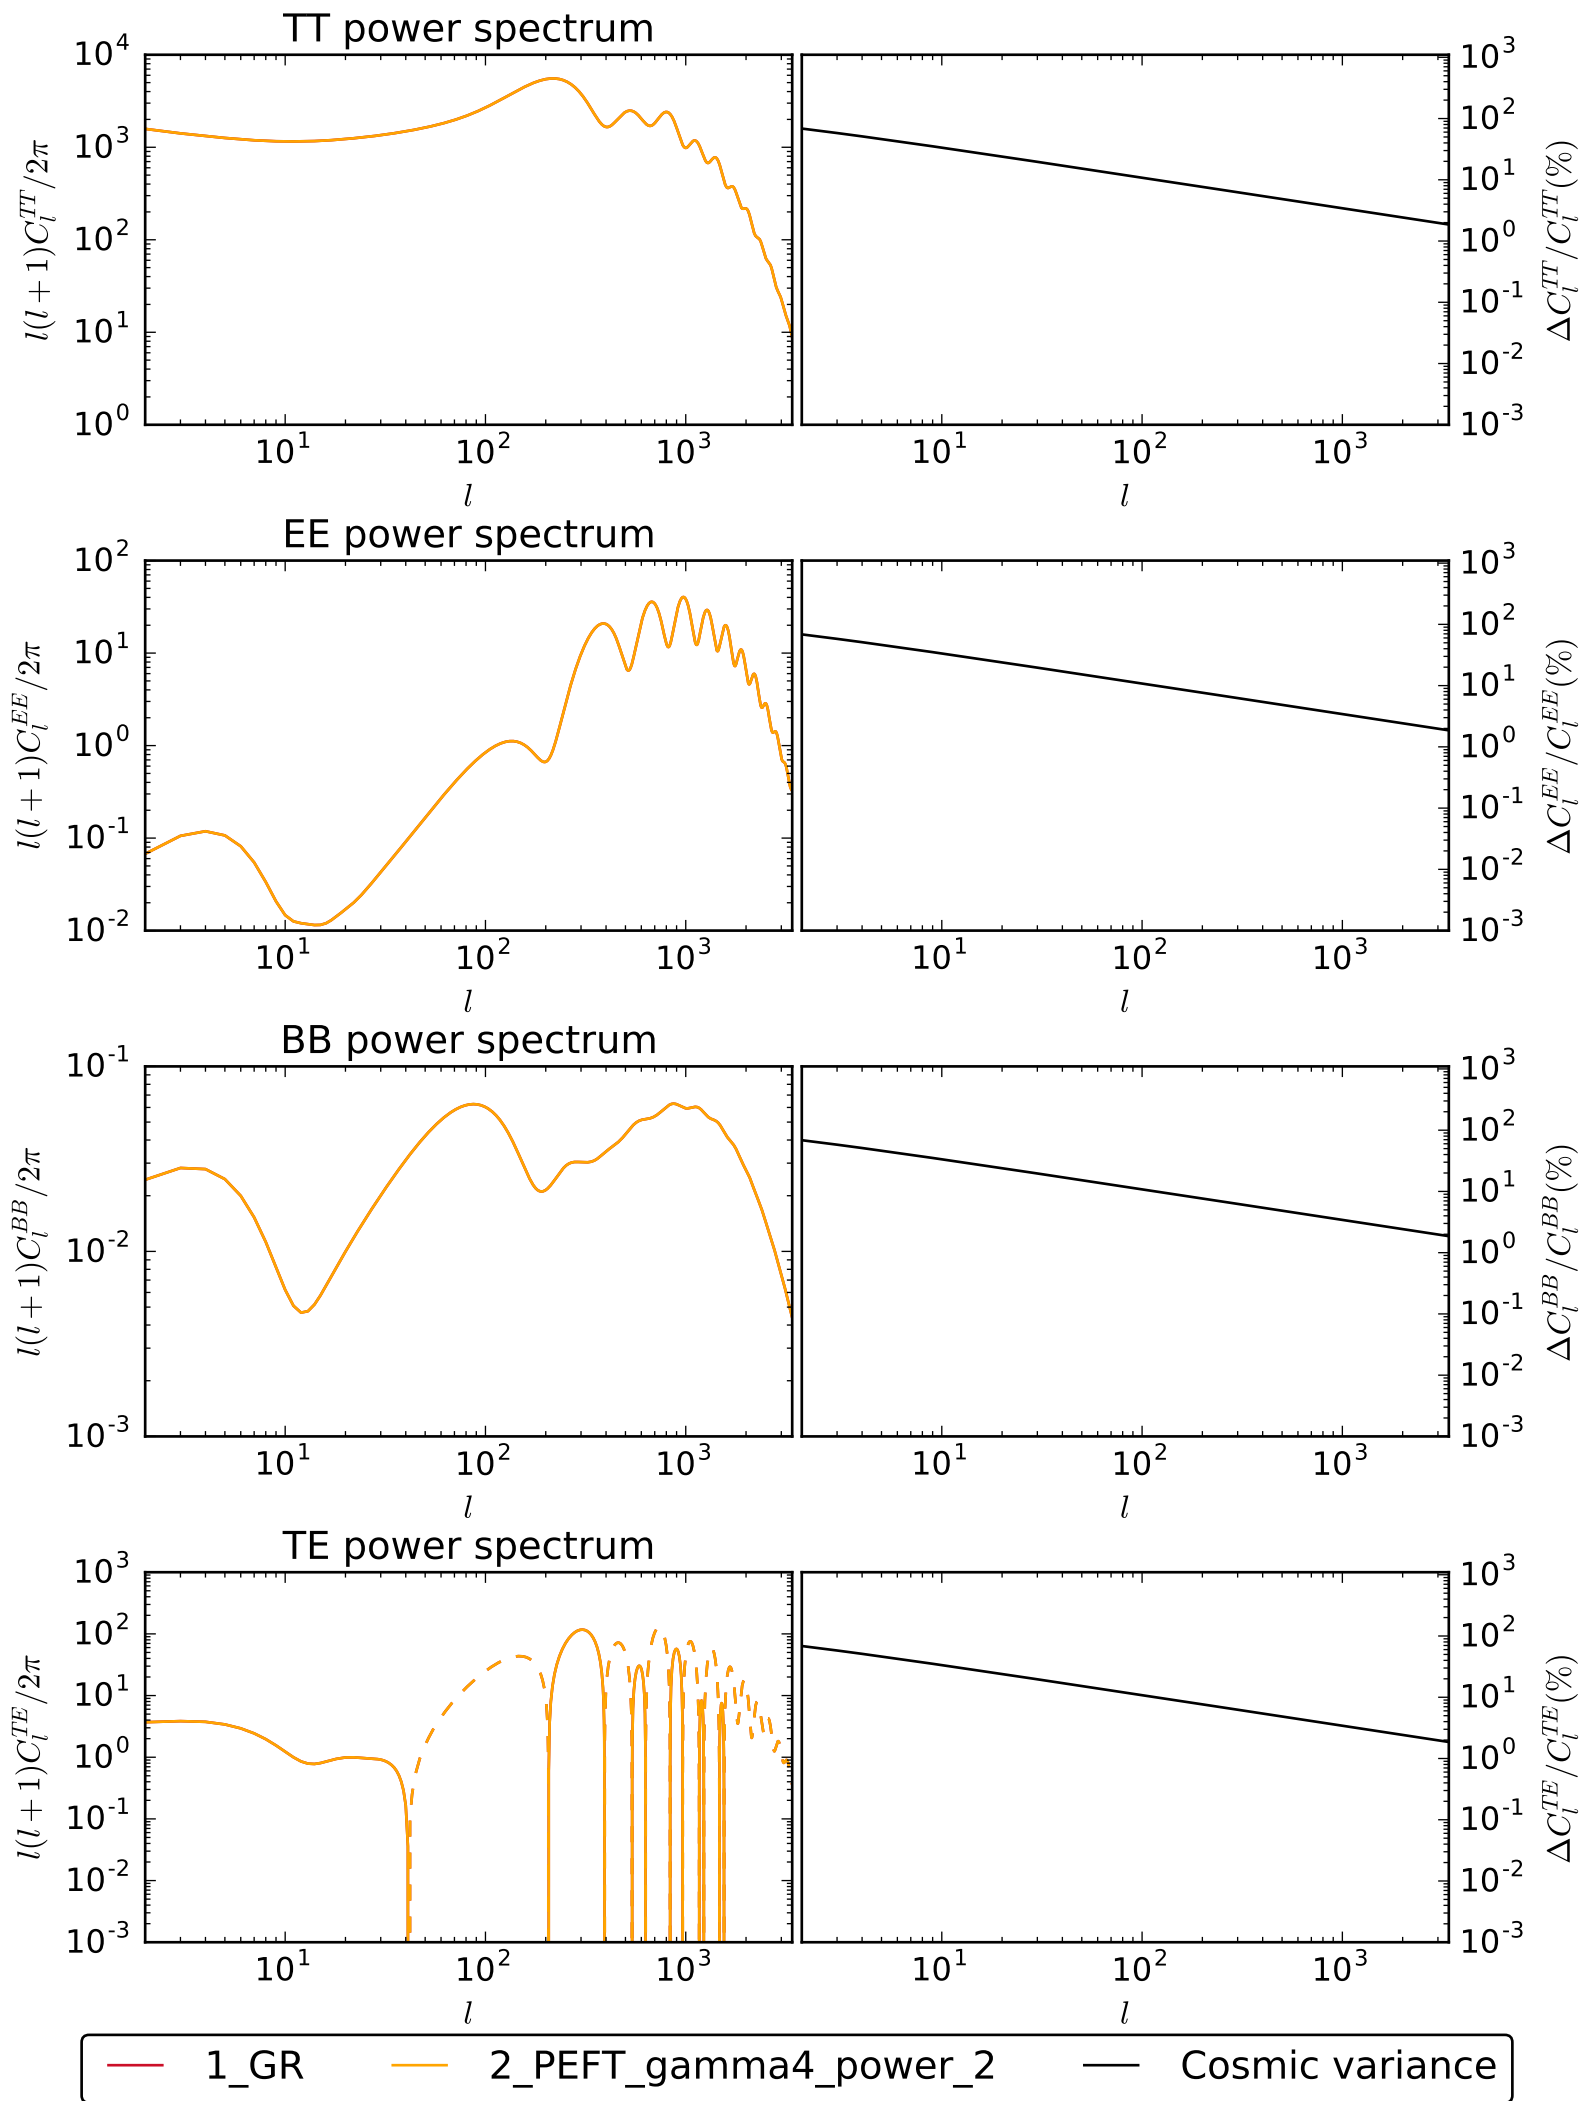 TT power spectrum
10^4
10^3
10^2
10^1
10^0
l(l + 1)C_l^{TT}/2π
10^1 10^2 10^3
l
10^3
10^2
10^1
10^0
10^-1
10^-2
10^-3
ΔC_l^{TT}/C_l^{TT}(%)
10^1 10^2 10^3
l
EE power spectrum
10^2
10^1
10^0
10^-1
10^-2
l(l + 1)C_l^{EE}/2π
10^1 10^2 10^3
l
10^3
10^2
10^1
10^0
10^-1
10^-2
10^-3
ΔC_l^{EE}/C_l^{EE}(%)
10^1 10^2 10^3
l
BB power spectrum
10^-1
10^-2
10^-3
l(l + 1)C_l^{BB}/2π
10^1 10^2 10^3
l
10^3
10^2
10^1
10^0
10^-1
10^-2
10^-3
ΔC_l^{BB}/C_l^{BB}(%)
10^1 10^2 10^3
l
TE power spectrum
10^3
10^2
10^1
10^0
10^-1
10^-2
10^-3
l(l + 1)C_l^{TE}/2π
10^1 10^2 10^3
l
10^3
10^2
10^1
10^0
10^-1
10^-2
10^-3
ΔC_l^{TE}/C_l^{TE}(%)
10^1 10^2 10^3
l
1_GR 2_PEFT_gamma4_power_2 Cosmic variance